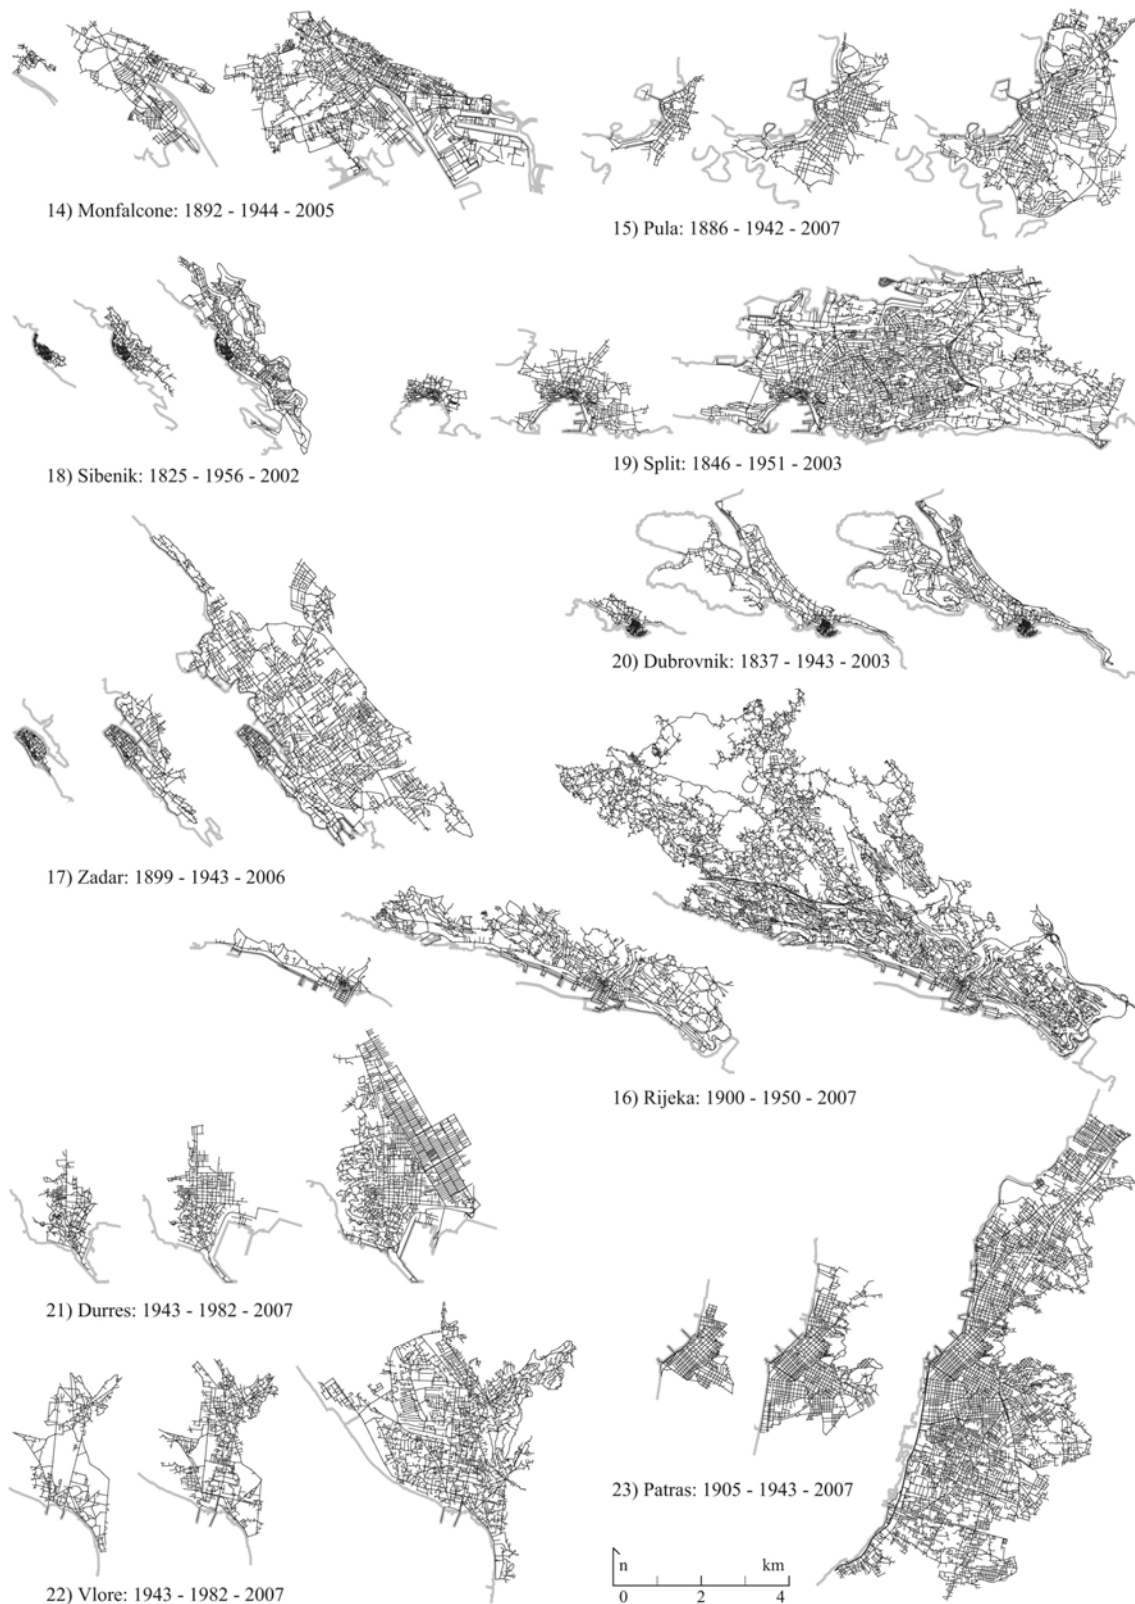 14) Monfalcone: 1892 - 1944 - 2005
15) Pula: 1886 - 1942 - 2007
18) Sibenik: 1825 - 1956 - 2002
19) Split: 1846 - 1951 - 2003
20) Dubrovnik: 1837 - 1943 - 2003
17) Zadar: 1899 - 1943 - 2006
16) Rijeka: 1900 - 1950 - 2007
21) Durres: 1943 - 1982 - 2007
23) Patras: 1905 - 1943 - 2007
22) Vlore: 1943 - 1982 - 2007
n km
0 2 4